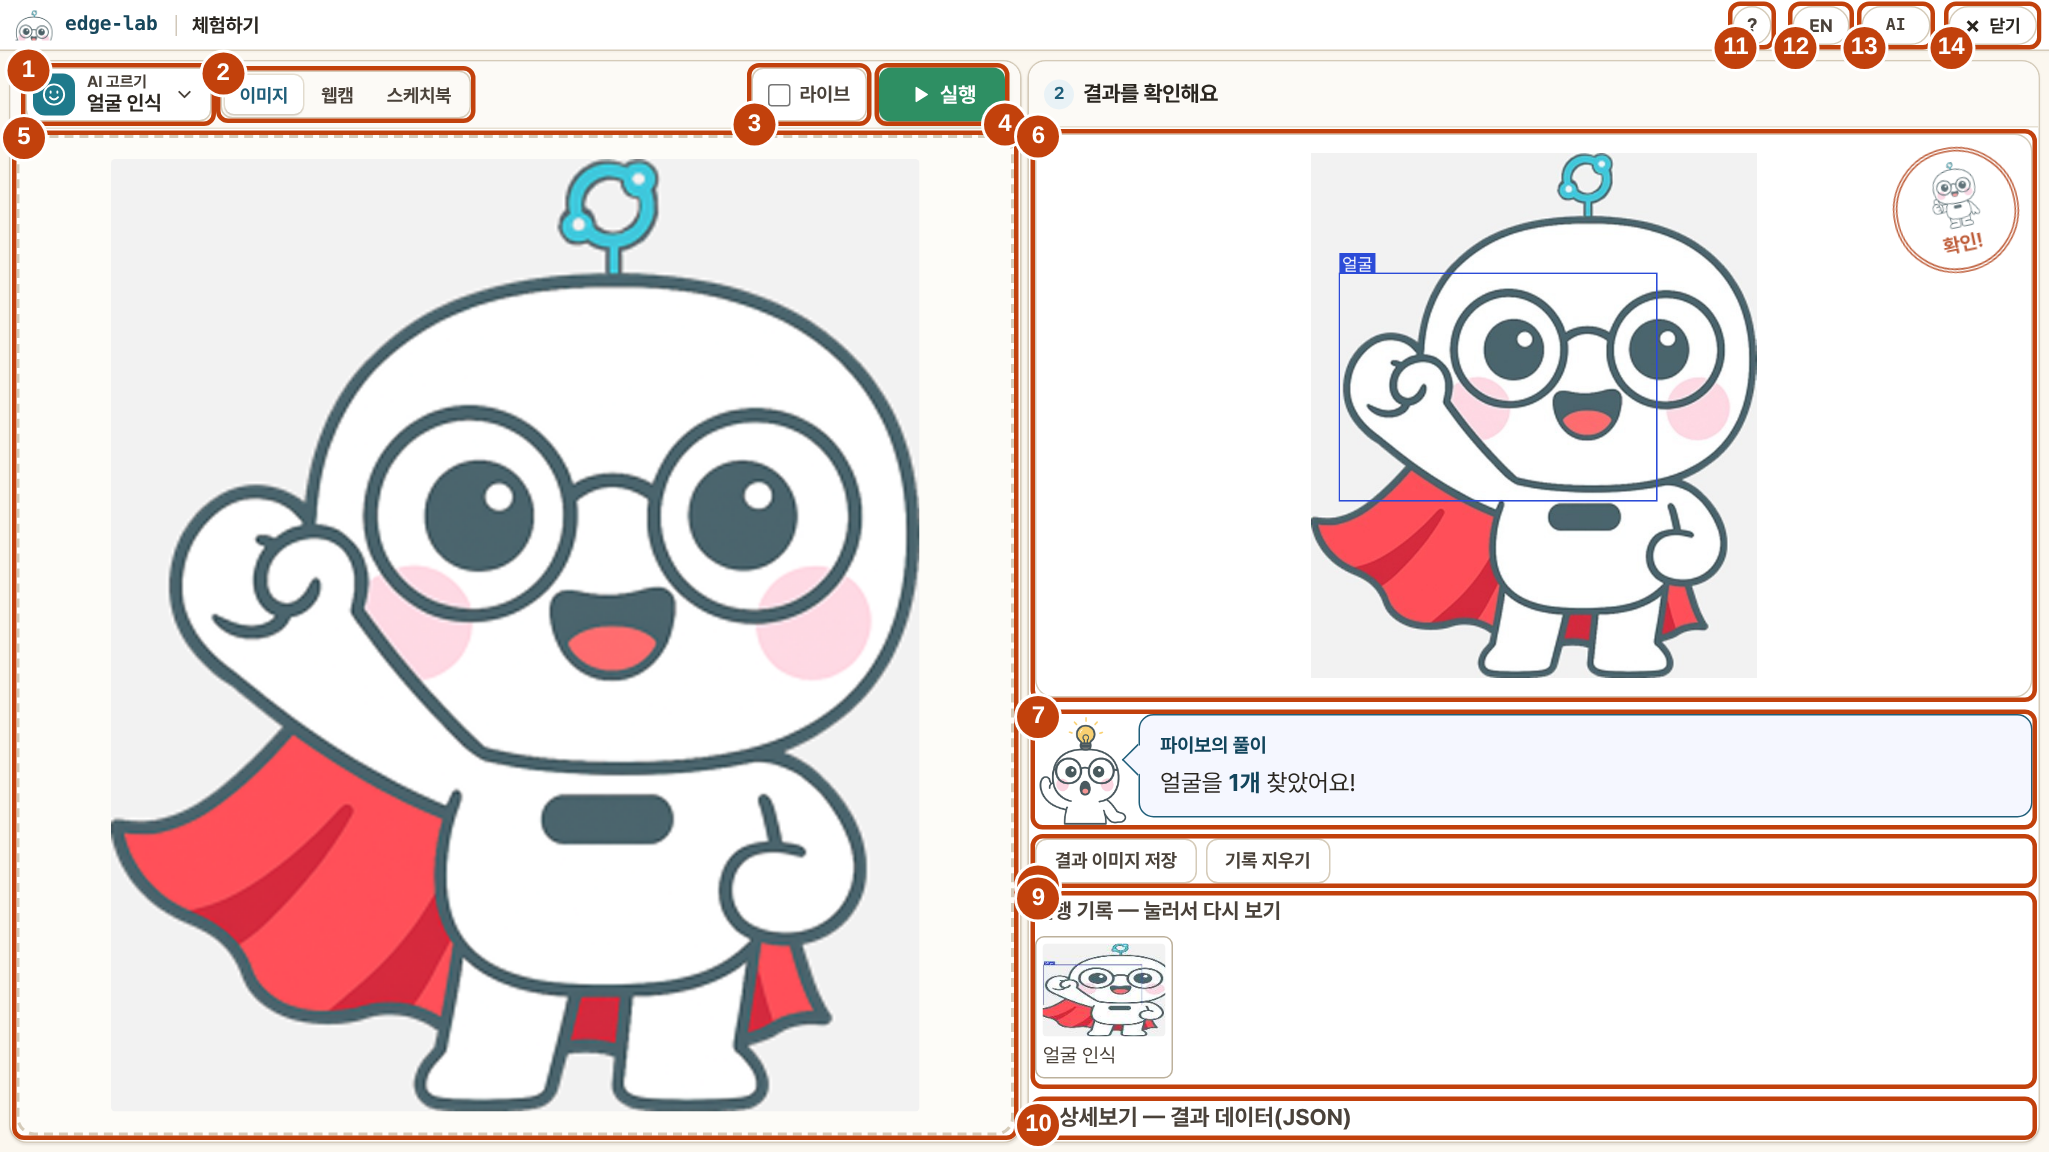 edge-lab 체험하기
? EN AI × 닫기
11 12 13 14
1 AI 고르기
얼굴 인식
2 이미지 웹캠 스케치북
3 라이브
4 실행
5
2 결과를 확인해요
6
얼굴
확인!
7
파이보의 풀이
얼굴을 1개 찾았어요!
결과 이미지 저장 기록 지우기
9 행 기록 — 눌러서 다시 보기
얼굴 인식
10 상세보기 — 결과 데이터(JSON)